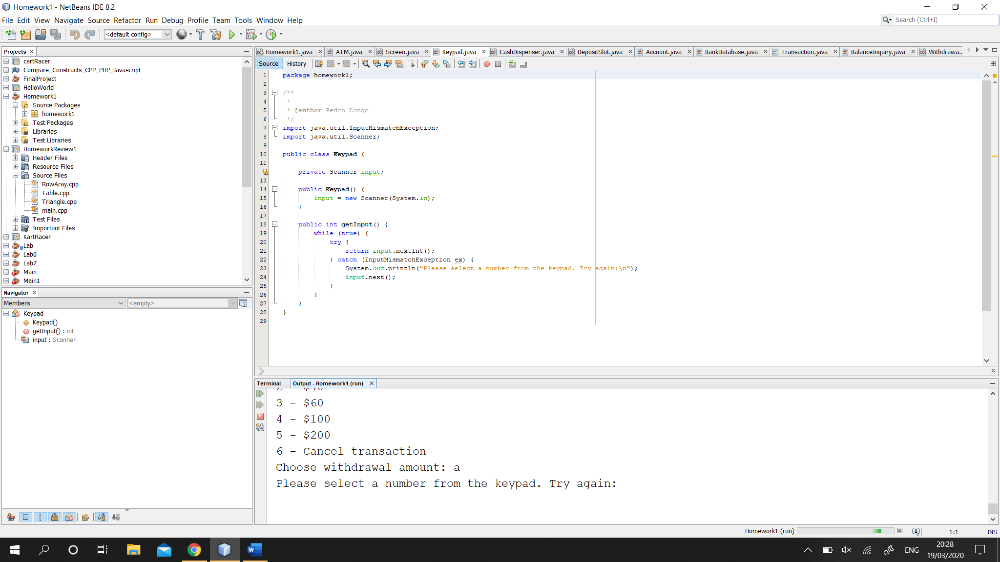 Homework1 - NetBeans IDE 8.2
File Edit View Navigate Source Refactor Run Debug Profile Team Tools Window Help
Search (Ctrl+I)
<default config>
Projects
cartRacer
Compare_Constructs_CPP_PHP_Javascript
FinalProject
HelloWorld
Homework1
Source Packages
homework1
Test Packages
Libraries
Test Libraries
HomeworkReview1
Header Files
Resource Files
Source Files
RowAray.cpp
Table.cpp
Triangle.cpp
main.cpp
Test Files
Important Files
KartRacer
Lab
Lab6
Lab7
Main
Main1
Navigator
Members
<empty>
Keypad
Keypad()
getInput() : int
input : Scanner
Homework1.java ATM.java Screen.java Keypad.java CashDispenser.java DepositSlot.java Account.java BankDatabase.java Transaction.java BalanceInquiry.java Withdrawa...
Source History
1 package homework1;
2
3 /**
4 *
5 * @author Pedro Longo
6 */
7 import java.util.InputMismatchException;
8 import java.util.Scanner;
9
10 public class Keypad {
11
private Scanner input;
13
14 public Keypad() {
15 input = new Scanner(System.in);
16 }
17
18 public int getInput() {
19 while (true) {
20 try {
21 return input.nextInt();
22 } catch (InputMismatchException ex) {
23 System.out.println("Please select a number from the keypad. Try again:\n");
24 input.next();
25 }
26 }
27 }
28 }
29
Terminal Output - Homework1 (run)
3 - $60
4 - $100
5 - $200
6 - Cancel transaction
Choose withdrawal amount: a
Please select a number from the keypad. Try again:
Homework1 (run) 1 1:1 INS
ENG 20:28
19/03/2020